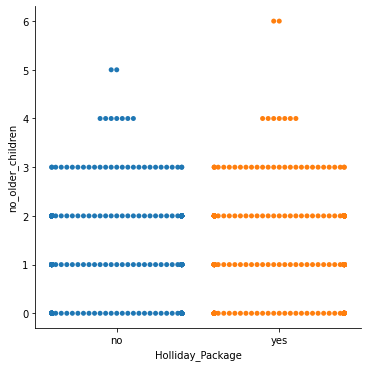 6
5
4
3
2
1
0
no_older_children
no yes
Holliday_Package